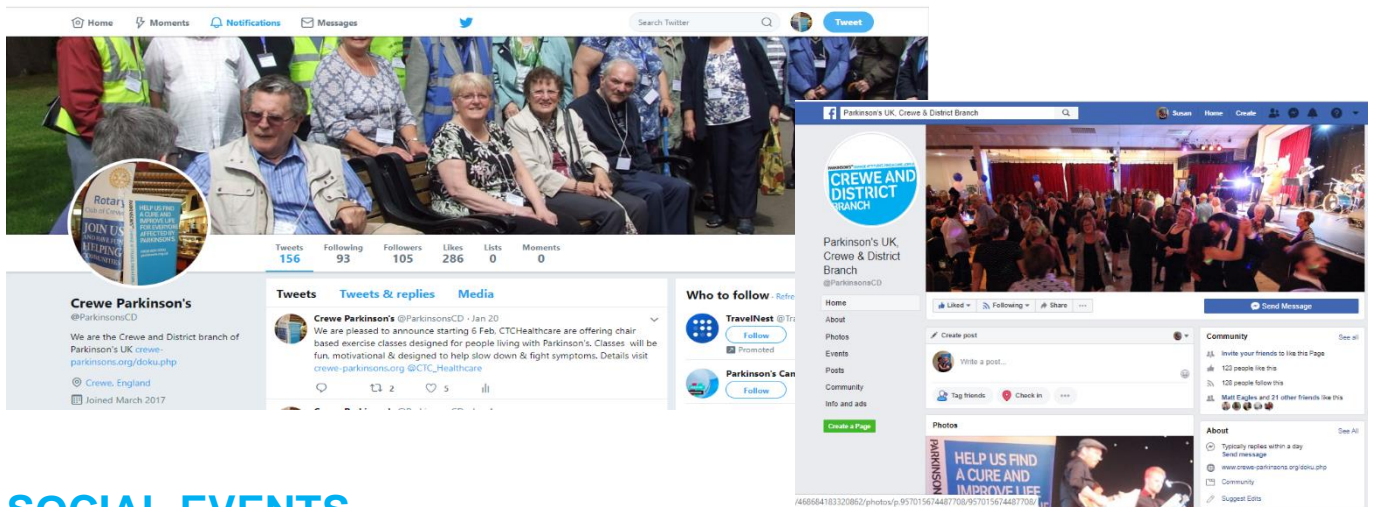 Home Moments Notifications Messages Search Twitter Tweet
Rotary
Club of Crewe
JOIN US
HELPING
HELP US FIND
A CURE AND
IMPROVE LIFE
FOR EVERYONE
AFFECTED BY
PARKINSON'S
Tweets Following Followers Likes Lists Moments
156 93 105 286 0 0
Crewe Parkinson's
@ParkinsonsCD
We are the Crewe and District branch of
Parkinson's UK crewe-
parkinsons.org/doku.php
Crewe, England
Joined March 2017
Tweets Tweets & replies Media
Crewe Parkinson's @ParkinsonsCD · Jan 20
We are pleased to announce starting 6 Feb, CTCHealthcare are offering chair
based exercise classes designed for people living with Parkinson's. Classes will be
fun, motivational & designed to help slow down & fight symptoms. Details visit
crewe-parkinsons.org @CTC_Healthcare
2 5
Who to follow · Refre
TravelNest @Tra
Follow
Promoted
Parkinson's Can
Follow
Parkinson's UK, Crewe & District Branch Susan Home Create
CREWE AND
DISTRICT
BRANCH
Parkinson's UK,
Crewe & District
Branch
@ParkinsonsCD
Home
About
Photos
Events
Posts
Community
Info and ads
Create a Page
Liked Following Share ... Send Message
Create post
Write a post...
Tag friends Check in ...
Photos
PARKINSON
HELP US FIND
A CURE AND
IMPROVE LIFE
Community See all
Invite your friends to like this Page
123 people like this
128 people follow this
Matt Eagles and 21 other friends like this
About See All
Typically replies within a day
Send message
www.crewe-parkinsons.org/doku.php
Community
Suggest Edits
/468684183320862/photos/p.957015674487708/957015674487708/
SOCIAL EVENTS